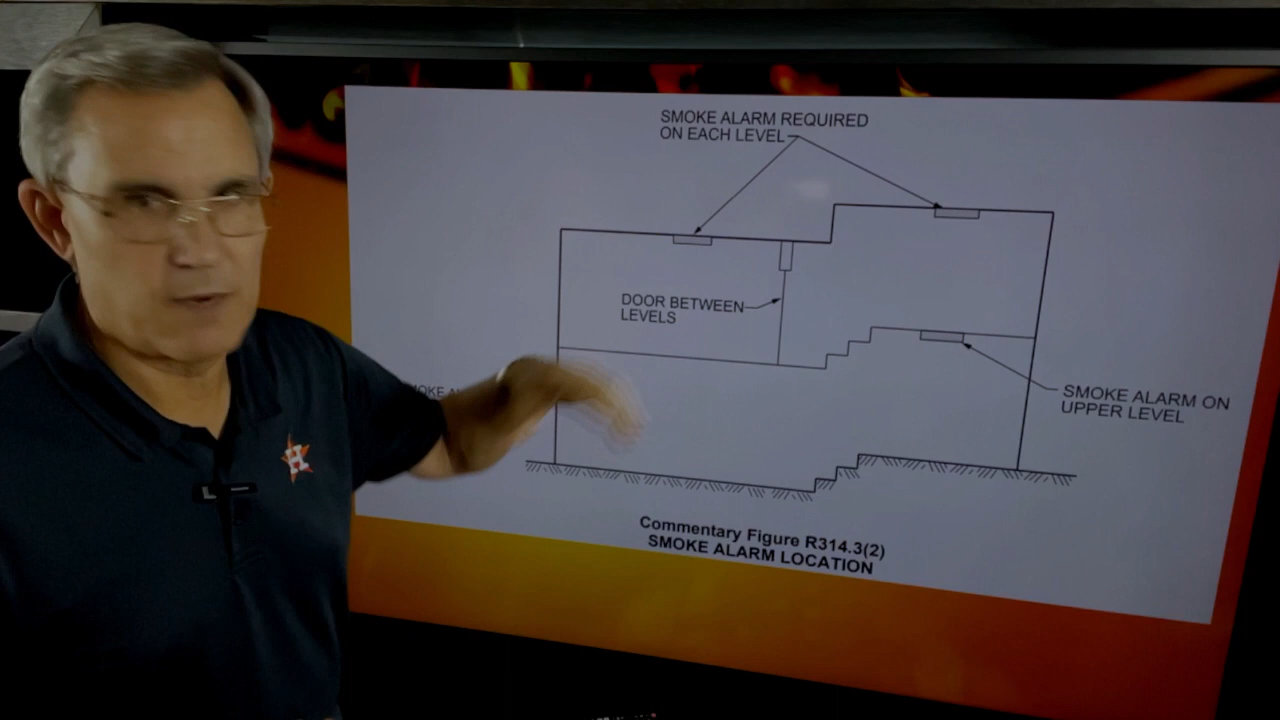 SMOKE ALARM REQUIRED
ON EACH LEVEL
DOOR BETWEEN
LEVELS
SMOKE ALARM ON
UPPER LEVEL
H
Commentary Figure R314.3(2)
SMOKE ALARM LOCATION